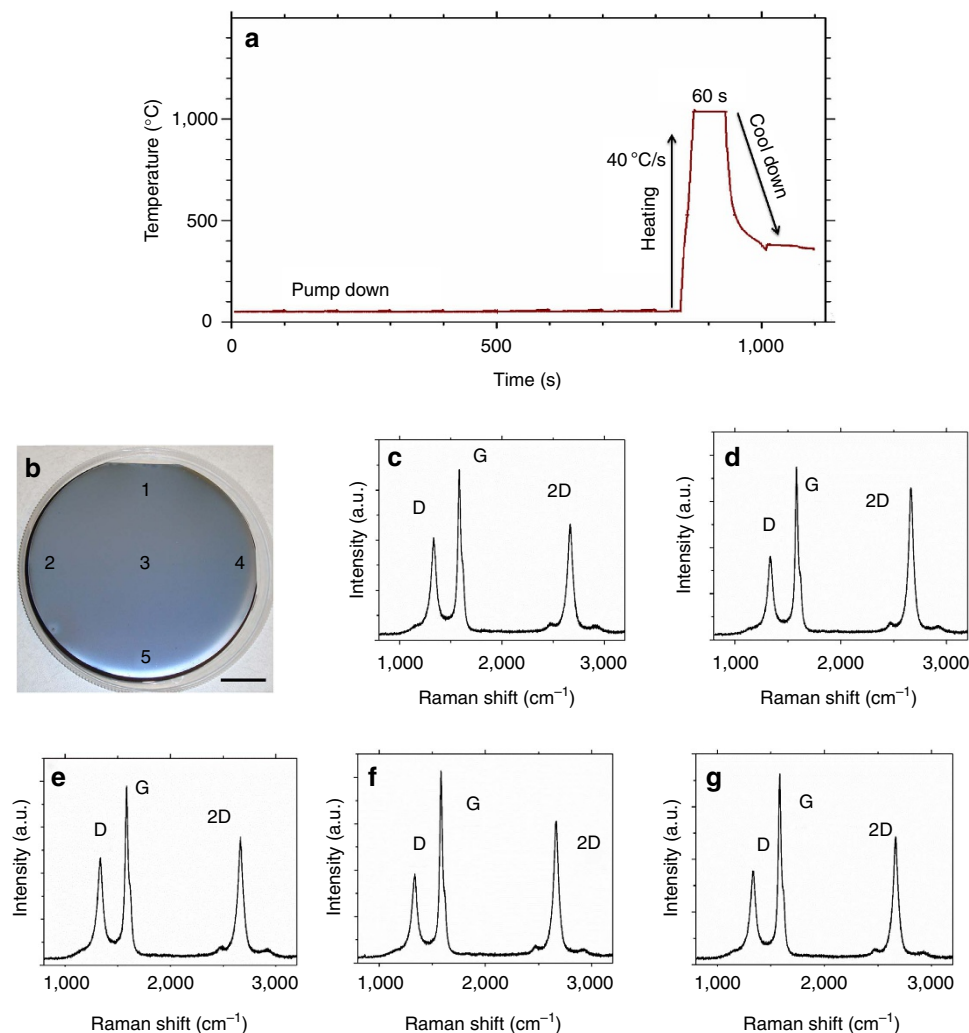 a
Temperature (°C)
1,000
500
0
60 s
40 °C/s
Heating
Cool down
Pump down
0
500
1,000
Time (s)
b
1
2
3
4
5
c
Intensity (a.u.)
D
G
2D
1,000
2,000
3,000
Raman shift (cm⁻¹)
d
Intensity (a.u.)
D
G
2D
1,000
2,000
3,000
Raman shift (cm⁻¹)
e
Intensity (a.u.)
D
G
2D
1,000
2,000
3,000
Raman shift (cm⁻¹)
f
Intensity (a.u.)
D
G
2D
1,000
2,000
3,000
Raman shift (cm⁻¹)
g
Intensity (a.u.)
D
G
2D
1,000
2,000
3,000
Raman shift (cm⁻¹)